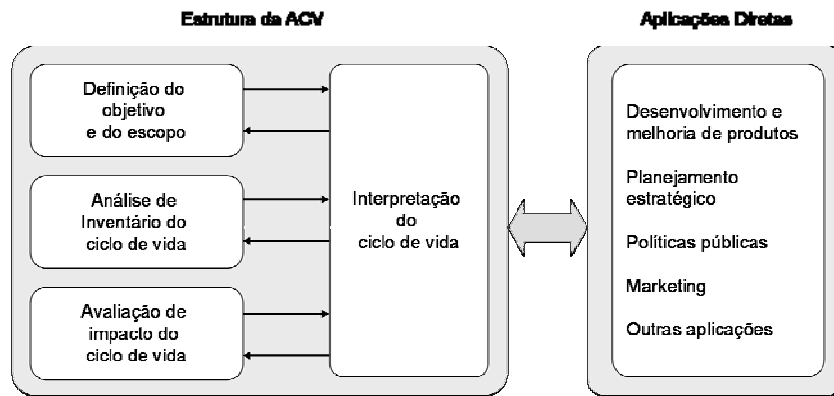 Estrutura da ACV
Aplicações Diretas
Definição do
objetivo
e do escopo
Análise de
Inventário do
ciclo de vida
Avaliação de
impacto do
ciclo de vida
Interpretação
do
ciclo de vida
Desenvolvimento e
melhoria de produtos
Planejamento
estratégico
Políticas públicas
Marketing
Outras aplicações